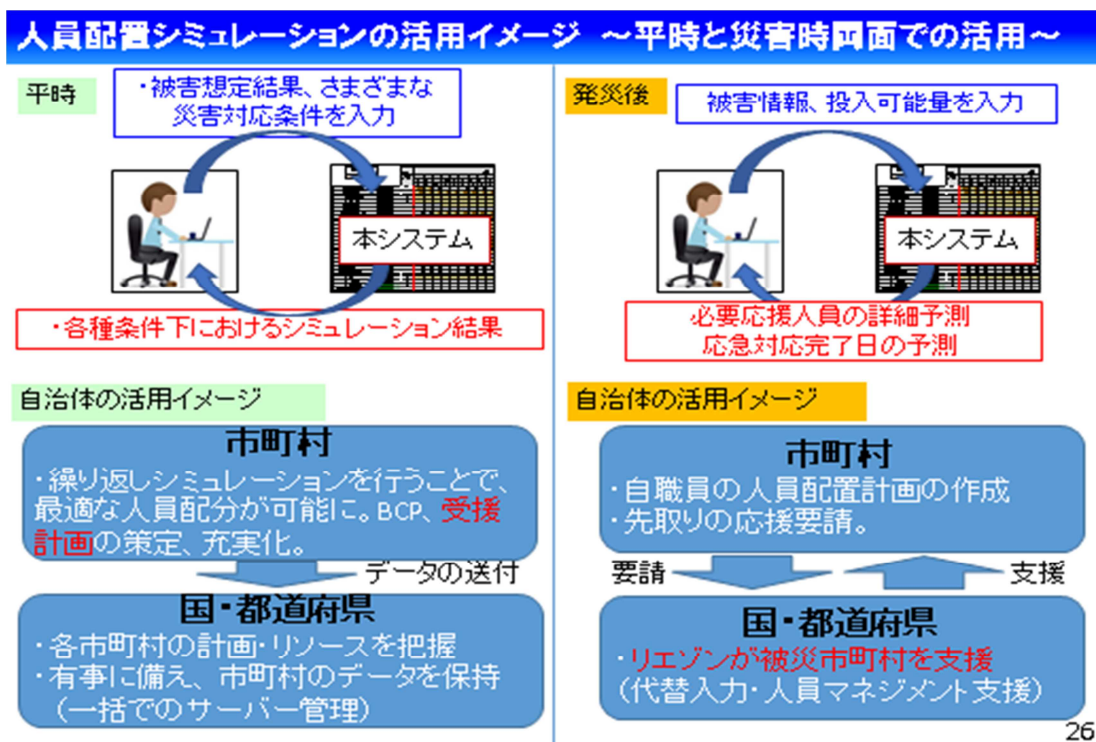 人員配置シミュレーションの活用イメージ ～平時と災害時両面での活用～
平時
・被害想定結果、さまざまな
災害対応条件を入力
本システム
・各種条件下におけるシミュレーション結果
自治体の活用イメージ
市町村
・繰り返しシミュレーションを行うことで、
最適な人員配分が可能に。BCP、受援
計画の策定、充実化。
データの送付
国・都道府県
・各市町村の計画・リソースを把握
・有事に備え、市町村のデータを保持
（一括でのサーバー管理）
発災後
被害情報、投入可能量を入力
本システム
必要応援人員の詳細予測
応急対応完了日の予測
自治体の活用イメージ
市町村
・自職員の人員配置計画の作成
・先取りの応援要請。
要請
支援
国・都道府県
・リエゾンが被災市町村を支援
（代替入力・人員マネジメント支援）
26